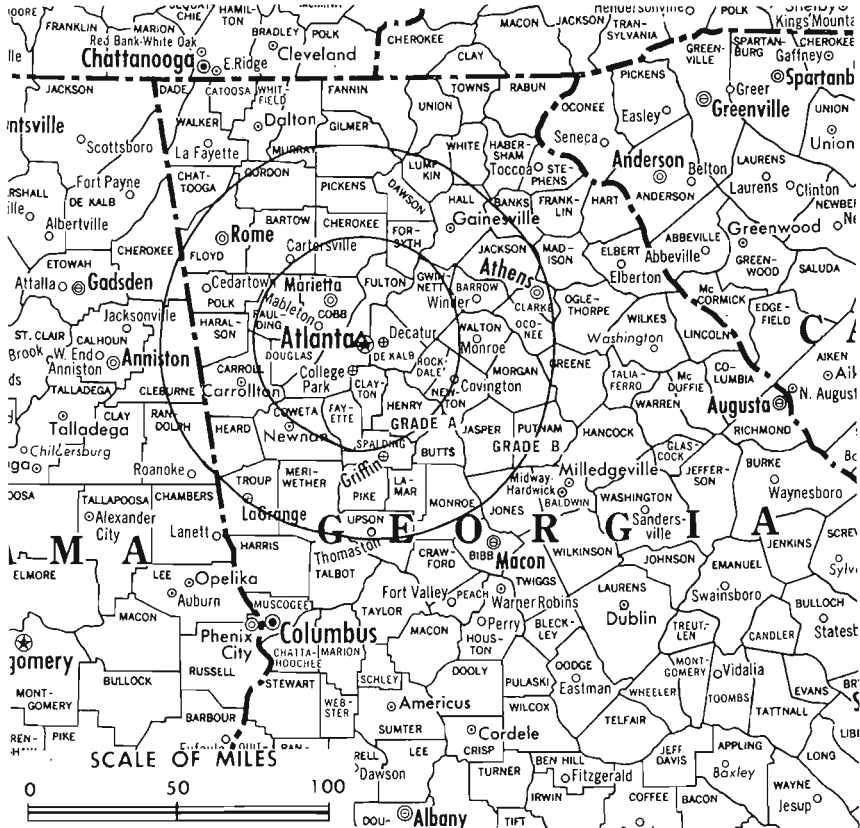 FRANKLIN
MARION
HAMIL-
TON
BRADLEY
POLK
CHEROKEE
MACON
JACKSON
Hendersonville
TRAN-
SYLVANIA
POLK
Shelby
Kings Mounta
Red Bank-White Oak
Chattanooga
E.Ridge
Cleveland
CLAY
GREEN-
VILLE
SPARTAN-
BURG
CHEROKEE
Gaffney
JACKSON
DADE
CATOOSA
WHIT-
FIELD
FANNIN
TOWNS
RABUN
PICKENS
Greer
Spartanb
UNION
OCONEE
Easley
Greenville
UNION
Union
ntsville
Scottsboro
WALKER
Dalton
GILMER
WHITE
HABER-
SHAM
Seneca
La Fayette
MURRAY
LUMP
KIN
Toccoa
STE-
PHENS
Anderson
Belton
LAURENS
Laurens
Clinton
Fort Payne
DE KALB
CHAT-
TOOGA
GORDON
PICKENS
DAWSON
HALL
BANKS
FRANK-
LIN
HART
ANDERSON
NEWBER
RSHALL
ville
Albertville
BARTOW
CHEROKEE
FOR-
SYTH
Gainesville
Greenwood
Rome
FLOYD
Cartersville
JACKSON
MAD-
ISON
ELBERT
ABBEVILLE
Abbeville
GREEN-
WOOD
ETOWAH
CHEROKEE
Attalla
Gadsden
Cedartown
POLK
Marietta
COBB
Mableton
FULTON
GWIN-
NETT
BARROW
Winder
Athens
CLARKE
Elberton
SALUDA
OGLE-
THORPE
Mc
CORMICK
EDGE-
FIELD
Jacksonville
HARAL-
SON
PAUL-
DING
OCO-
NEE
WILKES
LINCOLN
C A
ST. CLAIR
CALHOUN
Brook
W. End
Anniston
Anniston
Atlanta
Decatur
DE KALB
WALTON
Monroe
Washington
AIKEN
Aik
DOUGLAS
College
Park
ROCK-
DALE
MORGAN
GREENE
TALIA-
FERRO
Mc
DUFFIE
CO-
LUMBIA
N. August
TALLADEGA
CLEBURNE
CARROLL
Carrollton
CLAY-
TON
NEW-
TON
Covington
Augusta
Talladega
CLAY
RAN-
DOLPH
COWETA
FAY-
ETTE
HENRY
GRADE A
WARREN
RICHMOND
HEARD
Newnan
JASPER
PUTNAM
GRADE B
HANCOCK
Childersburg
SPALDING
Griffin
BUTTS
GLAS-
COCK
BURKE
Roanoke
TROUP
MERI-
WETHER
Milledgeville
JEFFER-
SON
TALLAPOOSA
CHAMBERS
PIKE
LA-
MAR
MONROE
Midway-
Hardwick
BALDWIN
WASHINGTON
Waynesboro
Alexander
City
LaGrange
UPSON
JONES
Sanders-
ville
AMA
GEORGIA
Lanett
Thomaston
JENKINS
HARRIS
CRAW-
FORD
BIBB
Macon
WILKINSON
JOHNSON
EMANUEL
ELMORE
LEE
Opelika
TALBOT
TWIGGS
LAURENS
Swainsboro
Auburn
Fort Valley
PEACH
Warner Robins
MACON
MUSCOGEE
TAYLOR
Dublin
BULLOCH
Phenix
City
Columbus
MACON
Perry
BLECK-
LEY
TREUT-
LEN
CANDLER
HOUS-
TON
gomery
CHATTA-
HOOCHEE
MARION
BULLOCK
RUSSELL
DOOLY
DODGE
MONT-
GOMERY
Vidalia
STEWART
SCHLEY
PULASKI
Eastman
WHEELER
TOOMBS
EVANS
MONT-
GOMERY
BARBOUR
WEB-
STER
Americus
WILCOX
TELFAIR
TATTNALL
PIKE
SUMTER
Cordele
SCALE OF MILES
LEE
CRISP
JEFF
DAVIS
APPLING
LONG
Dawson
BEN HILL
Baxley
0 50 100
TURNER
Fitzgerald
WAYNE
Jesup
IRWIN
COFFEE
BACON
DOU-
Albany
TIFT